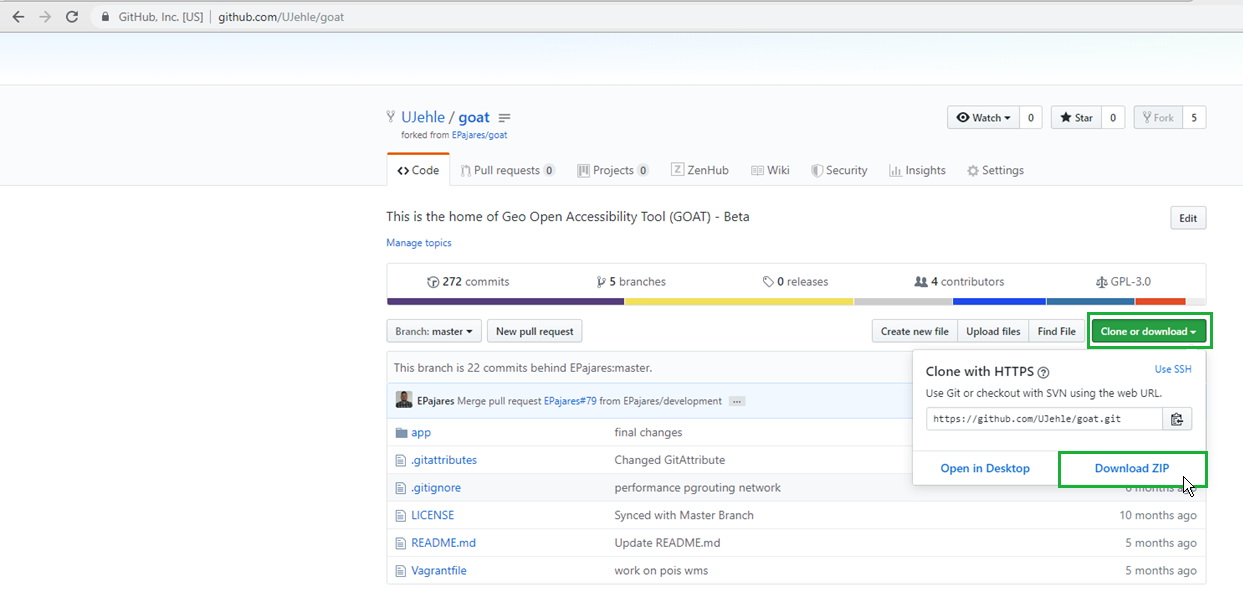 GitHub, Inc. [US] | github.com/UJehle/goat
UJehle / goat
forked from EPajares/goat
Watch 0 Star 0 Fork 5
Code Pull requests 0 Projects 0 ZenHub Wiki Security Insights Settings
This is the home of Geo Open Accessibility Tool (GOAT) - Beta
Edit
Manage topics
272 commits 5 branches 0 releases 4 contributors GPL-3.0
Branch: master New pull request Create new file Upload files Find File Clone or download
This branch is 22 commits behind EPajares:master.
Clone with HTTPS ? Use SSH
Use Git or checkout with SVN using the web URL.
EPajares Merge pull request EPajares#79 from EPajares/development ...
https://github.com/UJehle/goat.git
app final changes
.gitattributes Changed GitAttribute
Open in Desktop Download ZIP
.gitignore performance pgrouting network 6 months ago
LICENSE Synced with Master Branch 10 months ago
README.md Update README.md 5 months ago
Vagrantfile work on pois wms 5 months ago